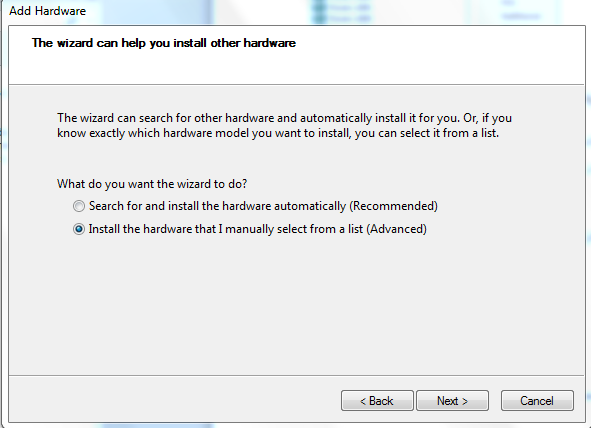 Add Hardware
The wizard can help you install other hardware
The wizard can search for other hardware and automatically install it for you. Or, if you
know exactly which hardware model you want to install, you can select it from a list.
What do you want the wizard to do?
Search for and install the hardware automatically (Recommended)
Install the hardware that I manually select from a list (Advanced)
< Back
Next >
Cancel